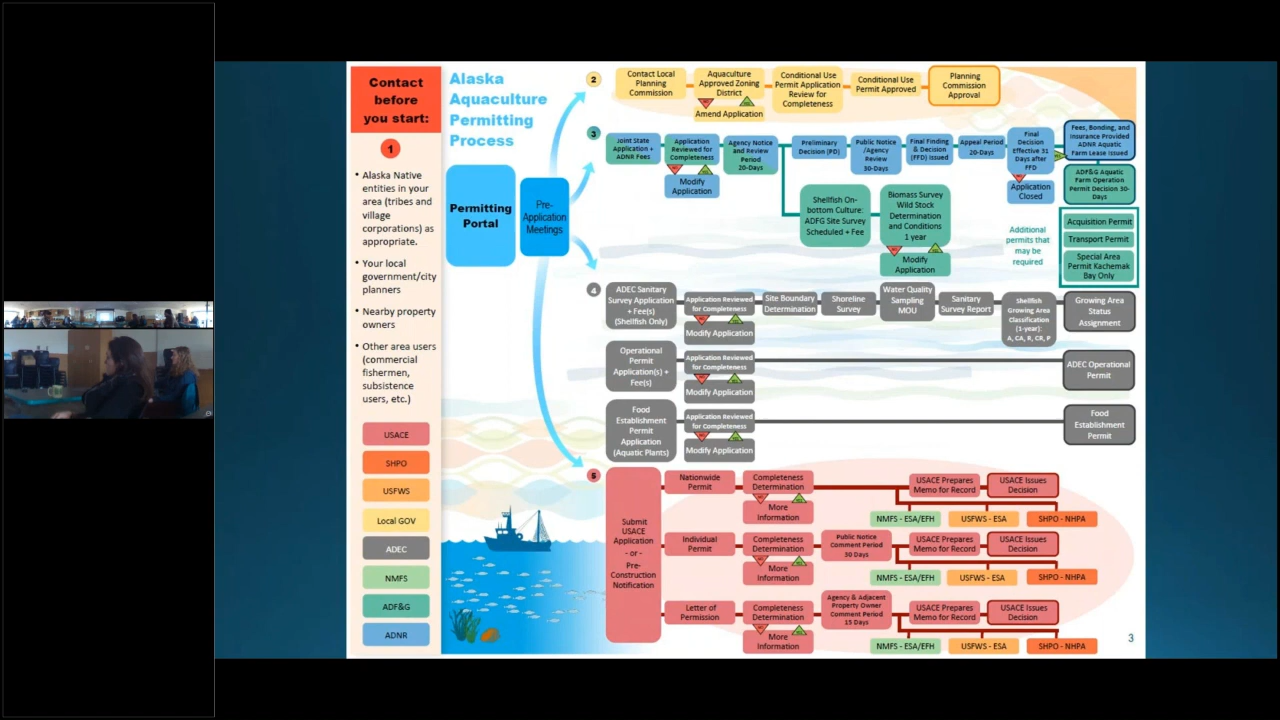 Contact
before
you start:
1
• Alaska Native
entities in your
area (tribes and
village
corporations) as
appropriate.
• Your local
government/city
planners
• Nearby property
owners
• Other area users
(commercial
fishermen,
subsistence
users, etc.)
USACE
SHPO
USFWS
Local GOV
ADEC
NMFS
ADF&G
ADNR
Alaska
Aquaculture
Permitting
Process
Permitting
Portal
Pre-
Application
Meetings
2
Contact Local
Planning
Commission
Aquaculture
Approved Zoning
District
Amend Application
Conditional Use
Permit Application
Review for
Completeness
Conditional Use
Permit Approved
Planning
Commission
Approval
3
Joint State
Application +
ADNR Fees
Application
Reviewed for
Completeness
Modify
Application
Agency Notice
and Review
Period
20-Days
Preliminary
Decision (PD)
Public Notice
/Agency
Review
30-Days
Final Finding
& Decision
(FFD) Issued
Appeal Period
20-Days
Final
Decision
Effective 31
Days after
FFD
Application
Closed
Fees, Bonding, and
Insurance Provided
ADNR Aquatic
Farm Lease Issued
ADF&G Aquatic
Farm Operation
Permit Decision 30-
Days
Shellfish On-
bottom Culture:
ADFG Site Survey
Scheduled + Fee
Biomass Survey
Wild Stock
Determination
and Conditions
1 year
Modify
Application
Additional
permits that
may be
required
Acquisition Permit
Transport Permit
Special Area
Permit Kachemak
Bay Only
4
ADEC Sanitary
Survey Application
+ Fee(s)
(Shellfish Only)
Application Reviewed
for Completeness
Modify Application
Site Boundary
Determination
Shoreline
Survey
Water Quality
Sampling
MOU
Sanitary
Survey Report
Shellfish
Growing Area
Classification
(1-year):
A, CA, R, CR, P
Growing Area
Status
Assignment
Operational
Permit
Application(s) +
Fee(s)
Application Reviewed
for Completeness
Modify Application
ADEC Operational
Permit
Food
Establishment
Permit
Application
(Aquatic Plants)
Application Reviewed
for Completeness
Modify Application
Food
Establishment
Permit
5
Submit
USACE
Application
- or -
Pre-
Construction
Notification
Nationwide
Permit
Completeness
Determination
More
Information
USACE Prepares
Memo for Record
USACE Issues
Decision
NMFS - ESA/EFH
USFWS - ESA
SHPO - NHPA
Individual
Permit
Completeness
Determination
More
Information
Public Notice
Comment Period
30 Days
USACE Prepares
Memo for Record
USACE Issues
Decision
NMFS - ESA/EFH
USFWS - ESA
SHPO - NHPA
Letter of
Permission
Completeness
Determination
More
Information
Agency & Adjacent
Property Owner
Comment Period
15 Days
USACE Prepares
Memo for Record
USACE Issues
Decision
NMFS - ESA/EFH
USFWS - ESA
SHPO - NHPA
3